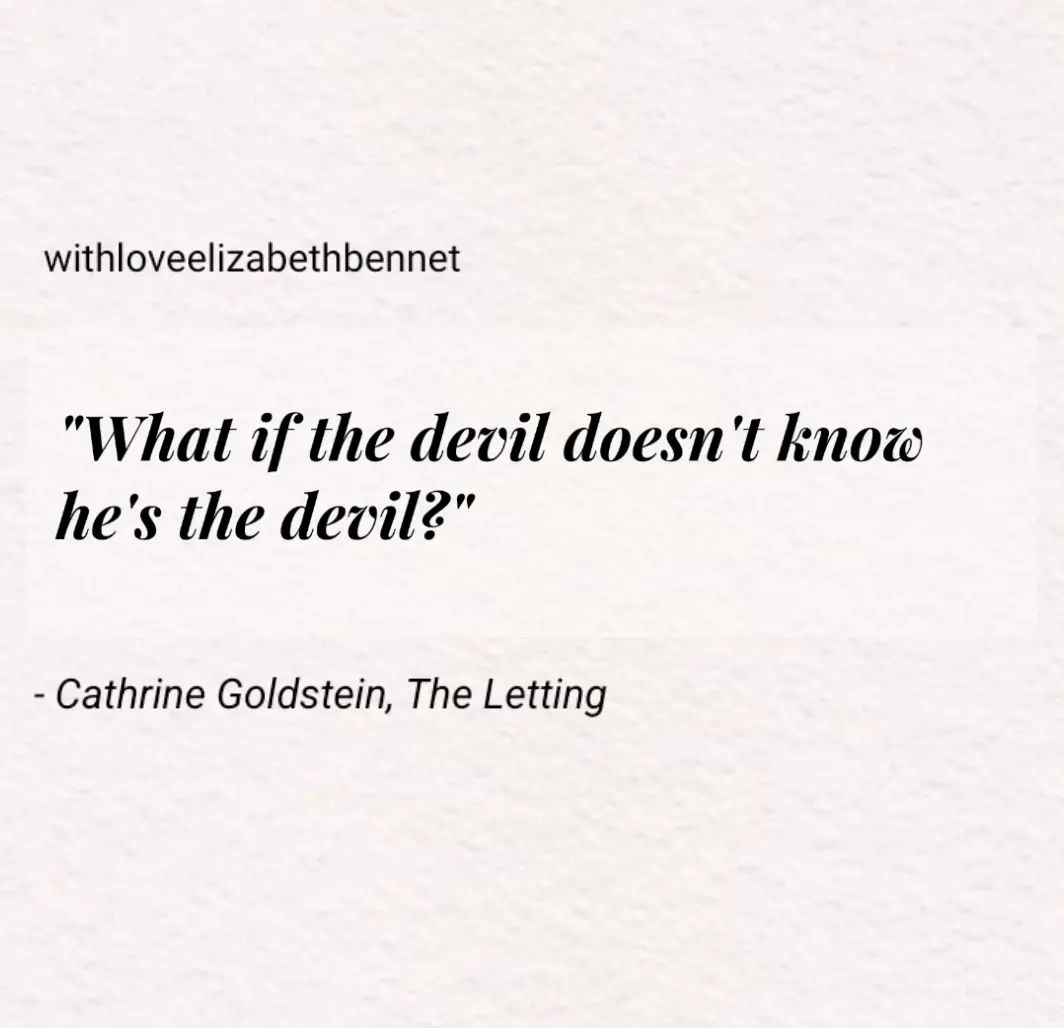 withloveelizabethbennet
"What if the devil doesn't know
he's the devil?"
- Cathrine Goldstein, The Letting